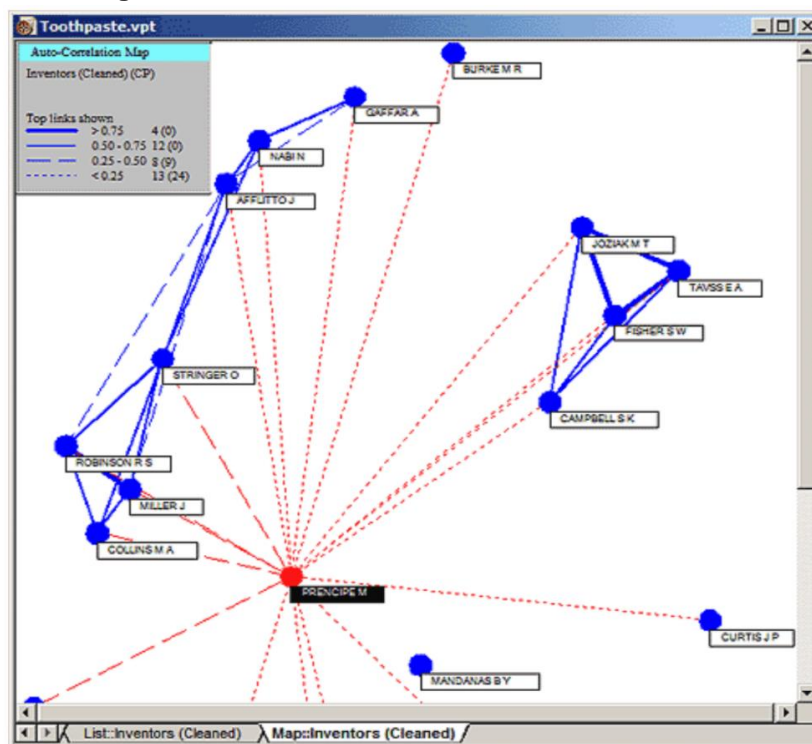 Toothpaste.vpt
Auto-Correlation Map
Inventors (Cleaned) (CP)
Top links shown
> 0.75 4 (0)
0.50 - 0.75 12 (0)
0.25 - 0.50 8 (9)
< 0.25 13 (24)
BURKE M R
GAFFAR A
NABI N
AFFLITTO J
JOZIAK M T
TAVSS E A
FISHER S W
STRINGER O
CAMPBELL S K
ROBINSON R S
MILLER J
COLLINS M A
PRENCIPE M
CURTIS J P
MANDANAS B Y
List::Inventors (Cleaned) Map::Inventors (Cleaned)